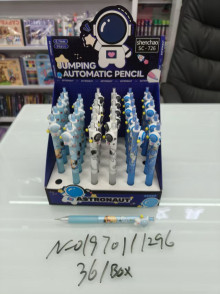 shenchao
SC-726
JUMPING
AUTOMATIC PENCIL
ASTRONAUT
No1970111296
36/Box